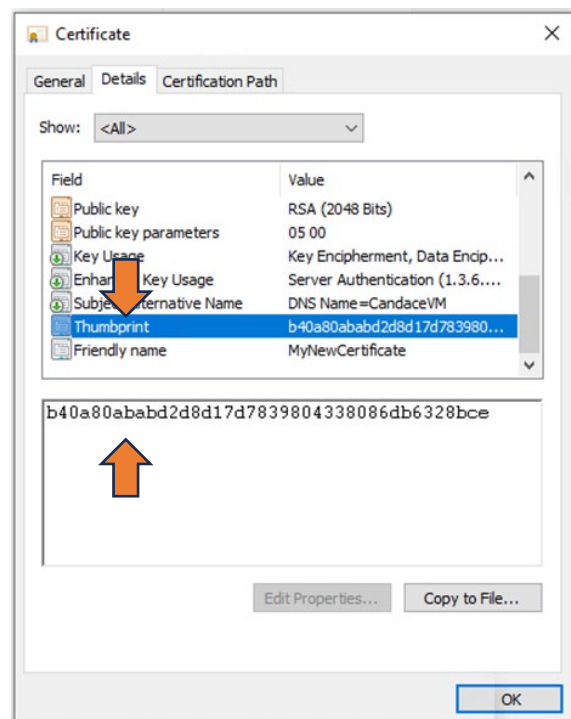 Certificate
General Details Certification Path
Show: <All>
Field Value
Public key RSA (2048 Bits)
Public key parameters 05 00
Key Usage Key Encipherment, Data Encip...
Key Usage Server Authentication (1.3.6....
Name DNS Name=CandaceVM
Thumbprint b40a80ababd2d8d17d783980...
Friendly name MyNewCertificate
b40a80ababd2d8d17d7839804338086db6328bce
Edit Properties... Copy to File...
OK